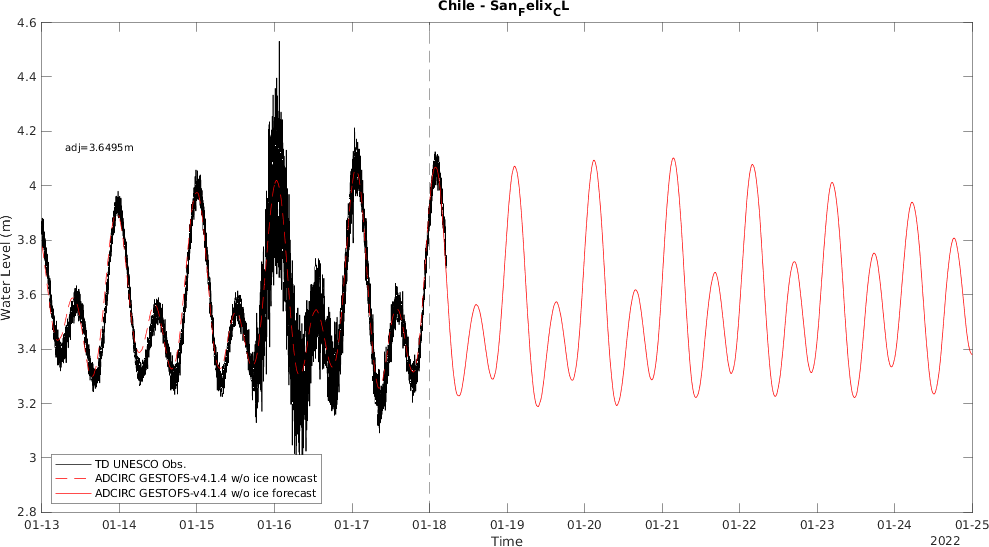 Chile - SanFelixCL
4.6
4.4
4.2
4
3.8
3.6
3.4
3.2
3
2.8
Water Level (m)
adj=3.6495m
TD UNESCO Obs.
ADCIRC GESTOFS-v4.1.4 w/o ice nowcast
ADCIRC GESTOFS-v4.1.4 w/o ice forecast
01-13 01-14 01-15 01-16 01-17 01-18 01-19 01-20 01-21 01-22 01-23 01-24 01-25
Time
2022